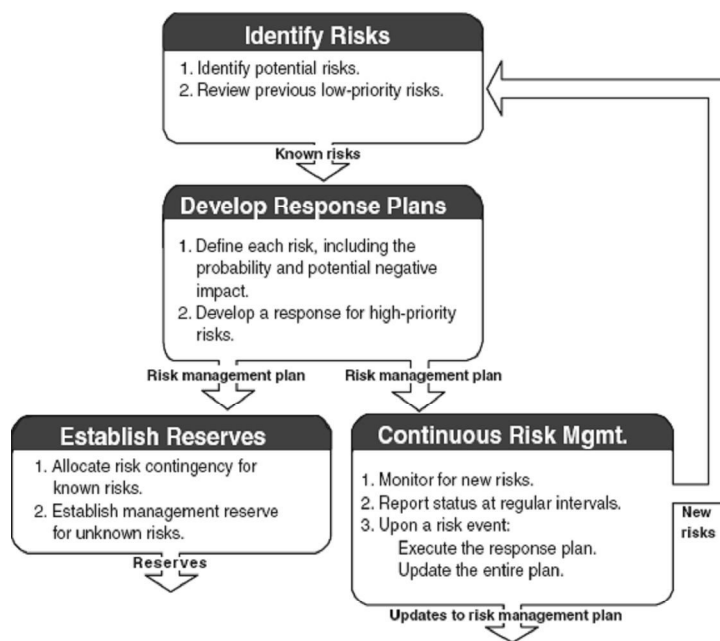 Identify Risks
1. Identify potential risks.
2. Review previous low-priority risks.
Known risks
Develop Response Plans
1. Define each risk, including the
probability and potential negative
impact.
2. Develop a response for high-priority
risks.
Risk management plan
Risk management plan
Establish Reserves
1. Allocate risk contingency for
known risks.
2. Establish management reserve
for unknown risks.
Reserves
Continuous Risk Mgmt.
1. Monitor for new risks.
2. Report status at regular intervals.
3. Upon a risk event:
Execute the response plan.
Update the entire plan.
New
risks
Updates to risk management plan